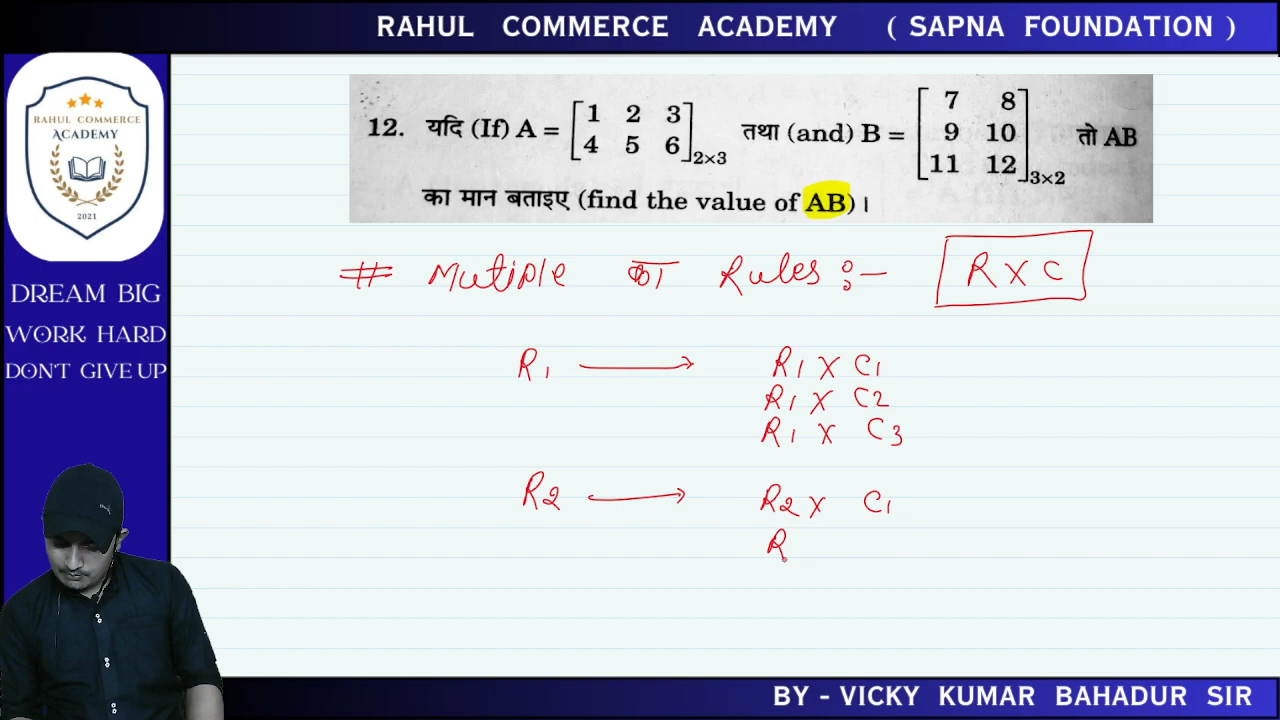 RAHUL COMMERCE ACADEMY ( SAPNA FOUNDATION )
RAHUL COMMERCE
ACADEMY
2021
DREAM BIG
WORK HARD
DON'T GIVE UP
12. यदि (If) A = [1 2 3
4 5 6]2×3 तथा (and) B = [7 8
9 10
11 12]3×2 तो AB
का मान बताइए (find the value of AB)।
# Mutiple का Rules :- R x C
R1 → R1 x C1
R1 x C2
R1 x C3
R2 → R2 x C1
R
BY - VICKY KUMAR BAHADUR SIR